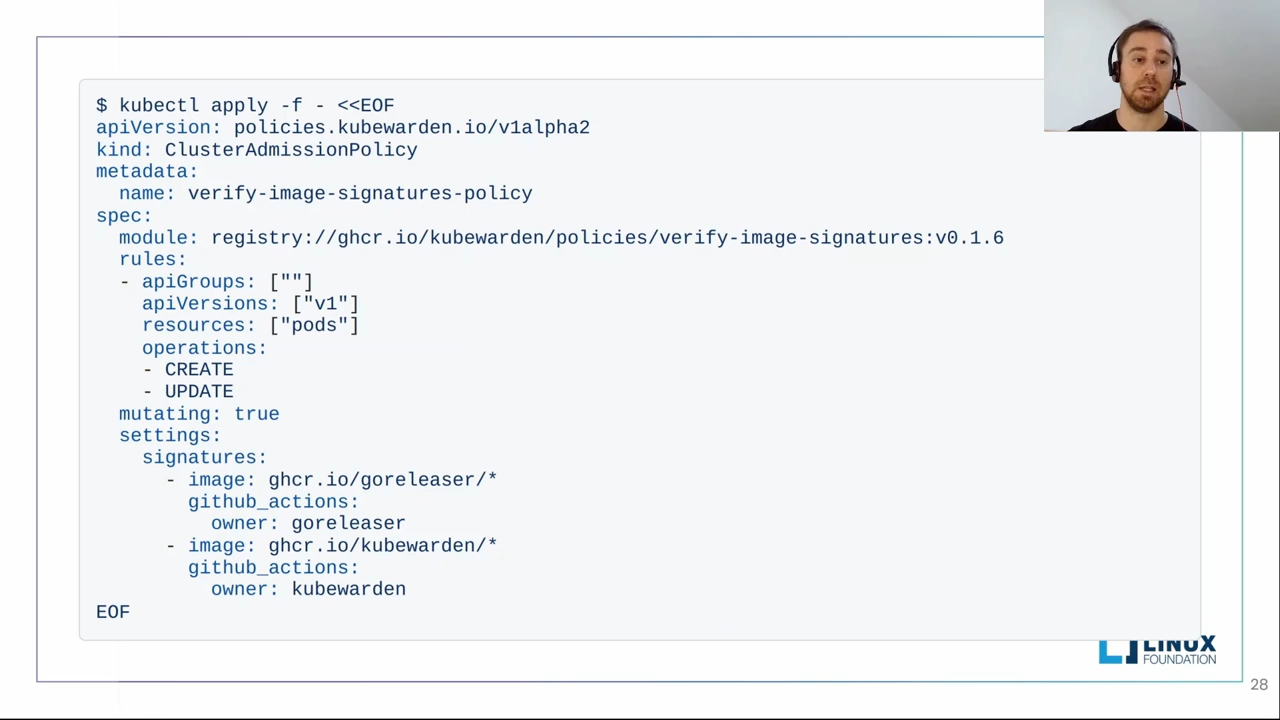 $ kubectl apply -f - <<EOF
apiVersion: policies.kubewarden.io/v1alpha2
kind: ClusterAdmissionPolicy
metadata:
  name: verify-image-signatures-policy
spec:
  module: registry://ghcr.io/kubewarden/policies/verify-image-signatures:v0.1.6
  rules:
  - apiGroups: [""]
    apiVersions: ["v1"]
    resources: ["pods"]
    operations:
    - CREATE
    - UPDATE
  mutating: true
  settings:
    signatures:
      - image: ghcr.io/goreleaser/*
        github_actions:
          owner: goreleaser
      - image: ghcr.io/kubewarden/*
        github_actions:
          owner: kubewarden
EOF
LINUX
FOUNDATION
28